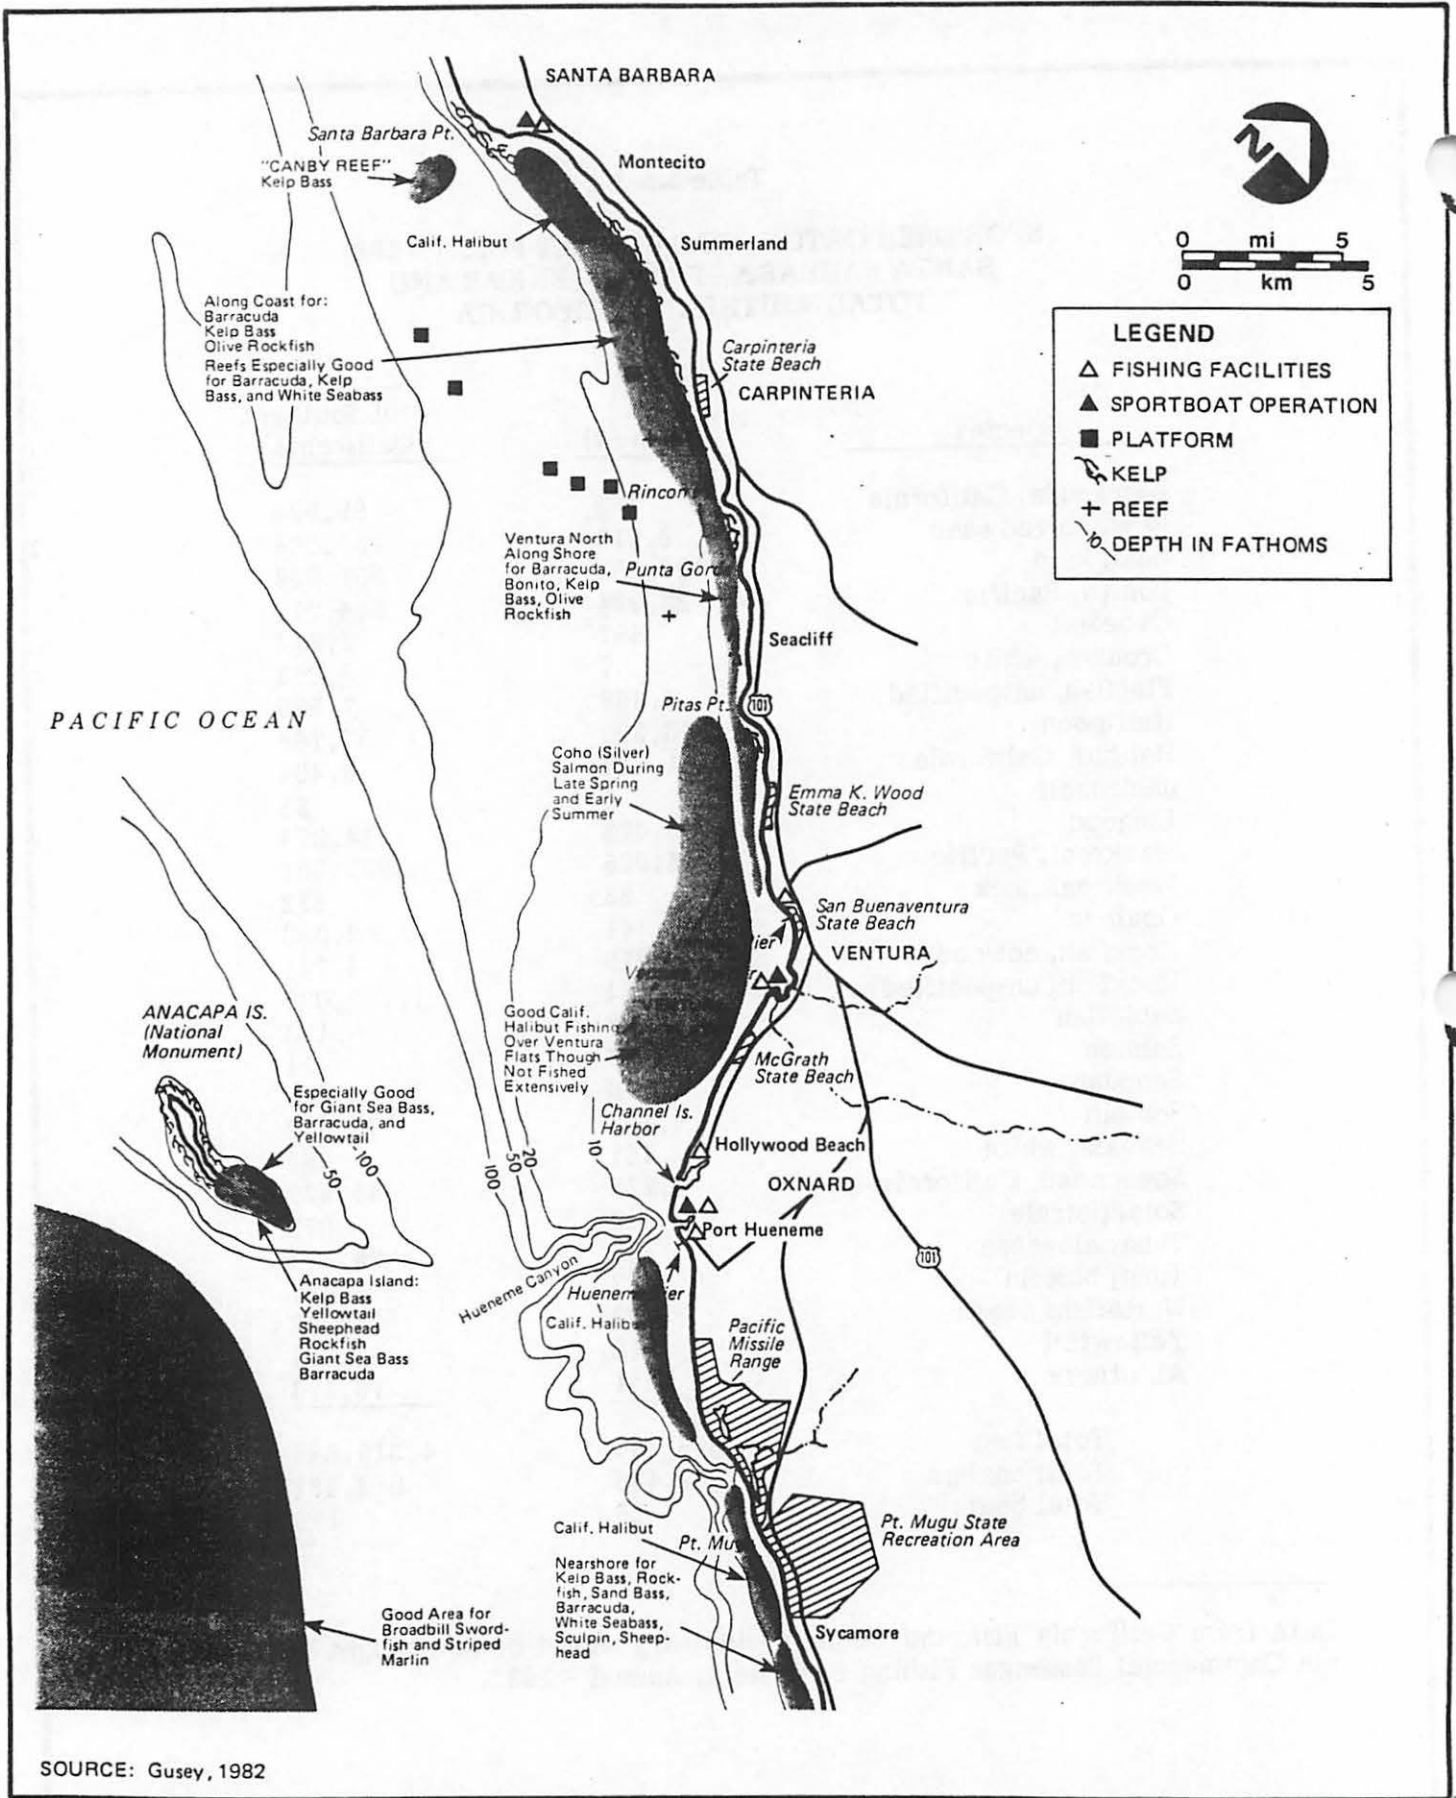 SANTA BARBARA
Santa Barbara Pt.
"CANBY REEF"
Kelp Bass
Montecito
N
Calif. Halibut
Summerland
0 mi 5
0 km 5
Along Coast for:
Barracuda
Kelp Bass
Olive Rockfish
Reefs Especially Good
for Barracuda, Kelp
Bass, and White Seabass
Carpinteria
State Beach
CARPINTERIA
LEGEND
FISHING FACILITIES
SPORTBOAT OPERATION
PLATFORM
KELP
REEF
10
DEPTH IN FATHOMS
Rincon
Ventura North
Along Shore
for Barracuda,
Bonito, Kelp
Bass, Olive
Rockfish
Punta Gorda
Seacliff
PACIFIC OCEAN
Pitas Pt.
101
Coho (Silver)
Salmon During
Late Spring
and Early
Summer
Emma K. Wood
State Beach
San Buenaventura
State Beach
VENTURA
ANACAPA IS.
(National
Monument)
Good Calif.
Halibut Fishing
Over Ventura
Flats Though
Not Fished
Extensively
McGrath
State Beach
Especially Good
for Giant Sea Bass,
Barracuda, and
Yellowtail
Channel Is.
Harbor
Hollywood Beach
100
50
100
50
20
10
OXNARD
Port Hueneme
101
Hueneme Canyon
Hueneme Pier
Calif. Halibut
Anacapa Island:
Kelp Bass
Yellowtail
Sheephead
Rockfish
Giant Sea Bass
Barracuda
Pacific
Missile
Range
Calif. Halibut
Pt. Mugu
Pt. Mugu State
Recreation Area
Nearshore for
Kelp Bass, Rock-
fish, Sand Bass,
Barracuda,
White Seabass,
Sculpin, Sheep-
head
Good Area for
Broadbill Sword-
fish and Striped
Marlin
Sycamore
SOURCE: Gusey, 1982